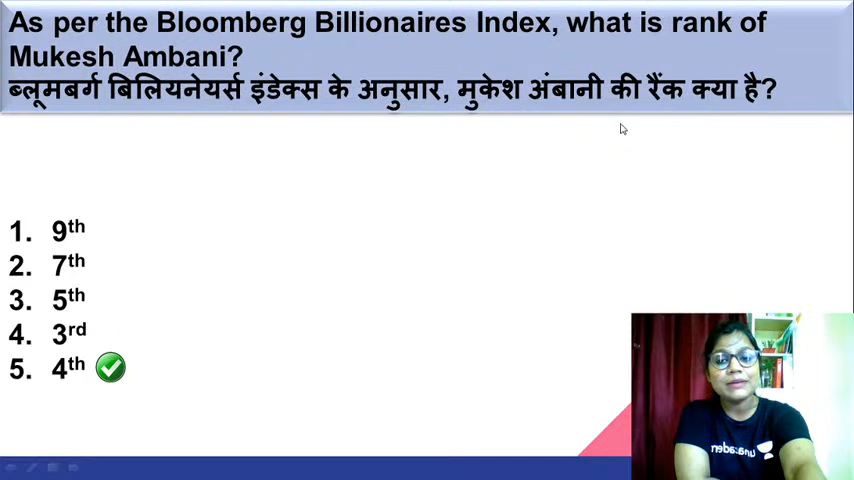 As per the Bloomberg Billionaires Index, what is rank of
Mukesh Ambani?
ब्लूमबर्ग बिलियनेयर्स इंडेक्स के अनुसार, मुकेश अंबानी की रैंक क्या है?
1. 9th
2. 7th
3. 5th
4. 3rd
5. 4th
unacadem